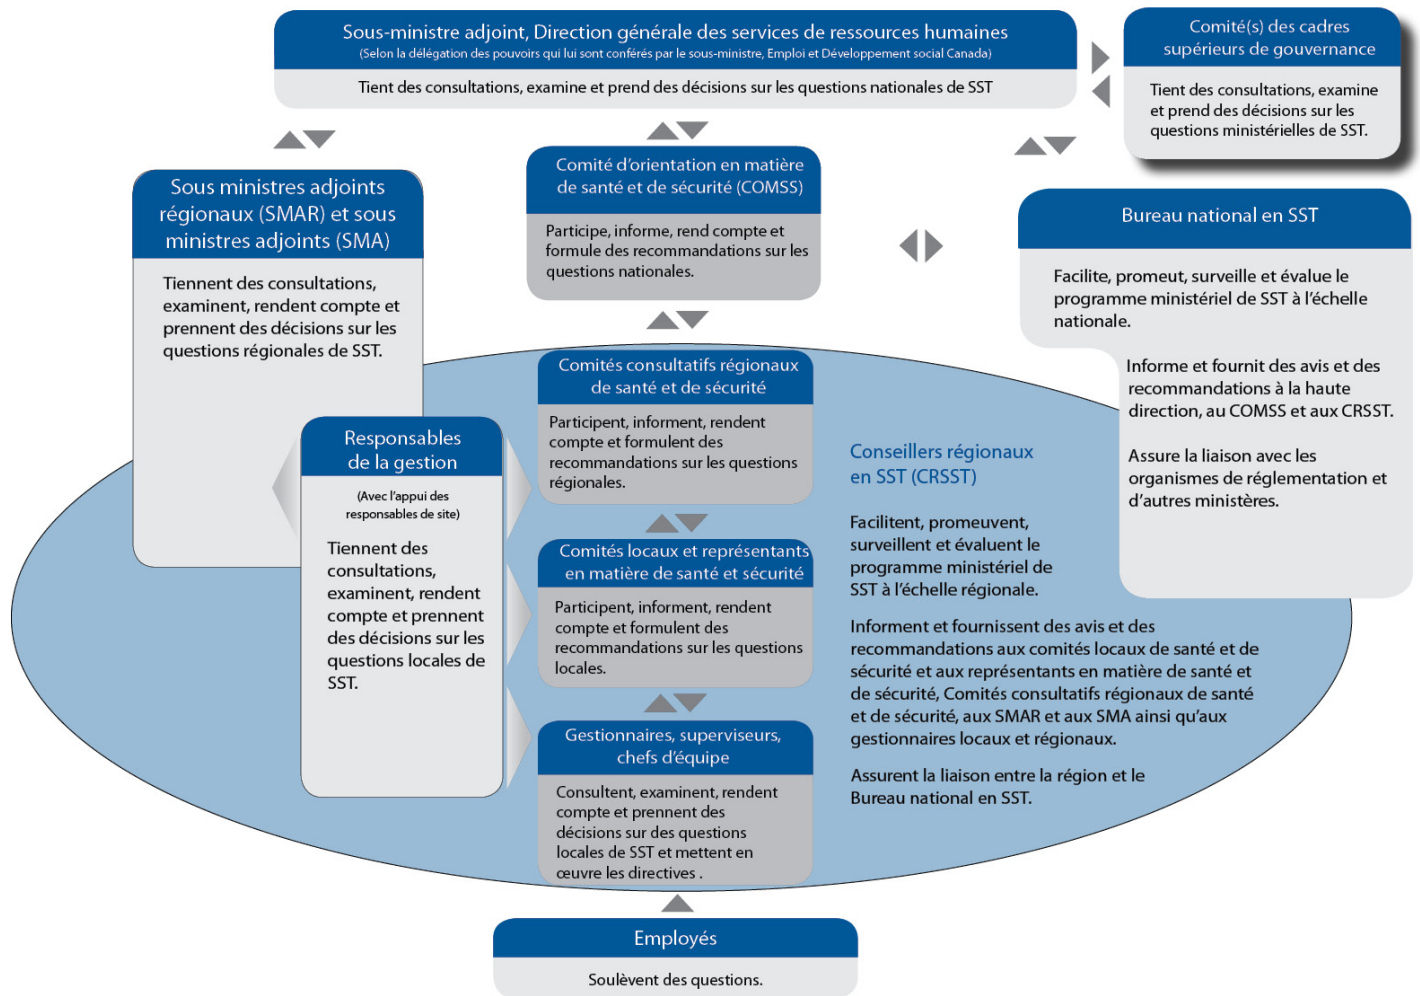 Sous-ministre adjoint, Direction générale des services de ressources humaines
(Selon la délégation des pouvoirs qui lui sont conférés par le sous-ministre, Emploi et Dévéloppement social Canada)
Tient des consultations, examine et prend des décisions sur les questions nationales de SST
Comité(s) des cadres
supérieurs de gouvernance
Tient des consultations, examine
et prend des décisions sur les
questions ministérielles de SST.
Sous ministres adjoints
régionaux (SMAR) et sous
ministres adjoints (SMA)
Tiennent des consultations,
examinent, rendent compte et
prennent des décisions sur les
questions régionales de SST.
Comité d'orientation en matière
de santé et de sécurité (COMSS)
Participe, informe, rend compte et
formule des recommandations sur les
questions nationales.
Bureau national en SST
Facilite, promeut, surveille et évalue le
programme ministériel de SST à l'échelle
nationale.
Informe et fournit des avis et des
recommandations à la haute
direction, au COMSS et aux CRSST.
Assure la liaison avec les
organismes de réglementation et
d'autres ministères.
Responsables
de la gestion
(Avec l'appui des
responsables de site)
Tiennent des
consultations,
examinent, rendent
compte et prennent
des décisions sur les
questions locales de
SST.
Comités consultatifs régionaux
de santé et de sécurité
Participent, informent, rendent
compte et formulent des
recommandations sur les questions
régionales.
Comités locaux et représentants
en matière de santé et sécurité
Participent, informent, rendent
compte et formulent des
recommandations sur les questions
locales.
Gestionnaires, superviseurs,
chefs d'équipe
Consultent, examinent, rendent
compte et prennent des
décisions sur des questions
locales de SST et mettent en
œuvre les directives .
Conseillers régionaux
en SST (CRSST)
Facilitent, promeuvent,
surveillent et évaluent le
programme ministériel de
SST à l'échelle régionale.
Informent et fournissent des avis et des
recommandations aux comités locaux de santé et de
sécurité et aux représentants en matière de santé et
de sécurité, Comités consultatifs régionaux de santé
et de sécurité, aux SMAR et aux SMA ainsi qu'aux
gestionnaires locaux et régionaux.
Assurent la liaison entre la région et le
Bureau national en SST.
Employés
Soulèvent des questions.